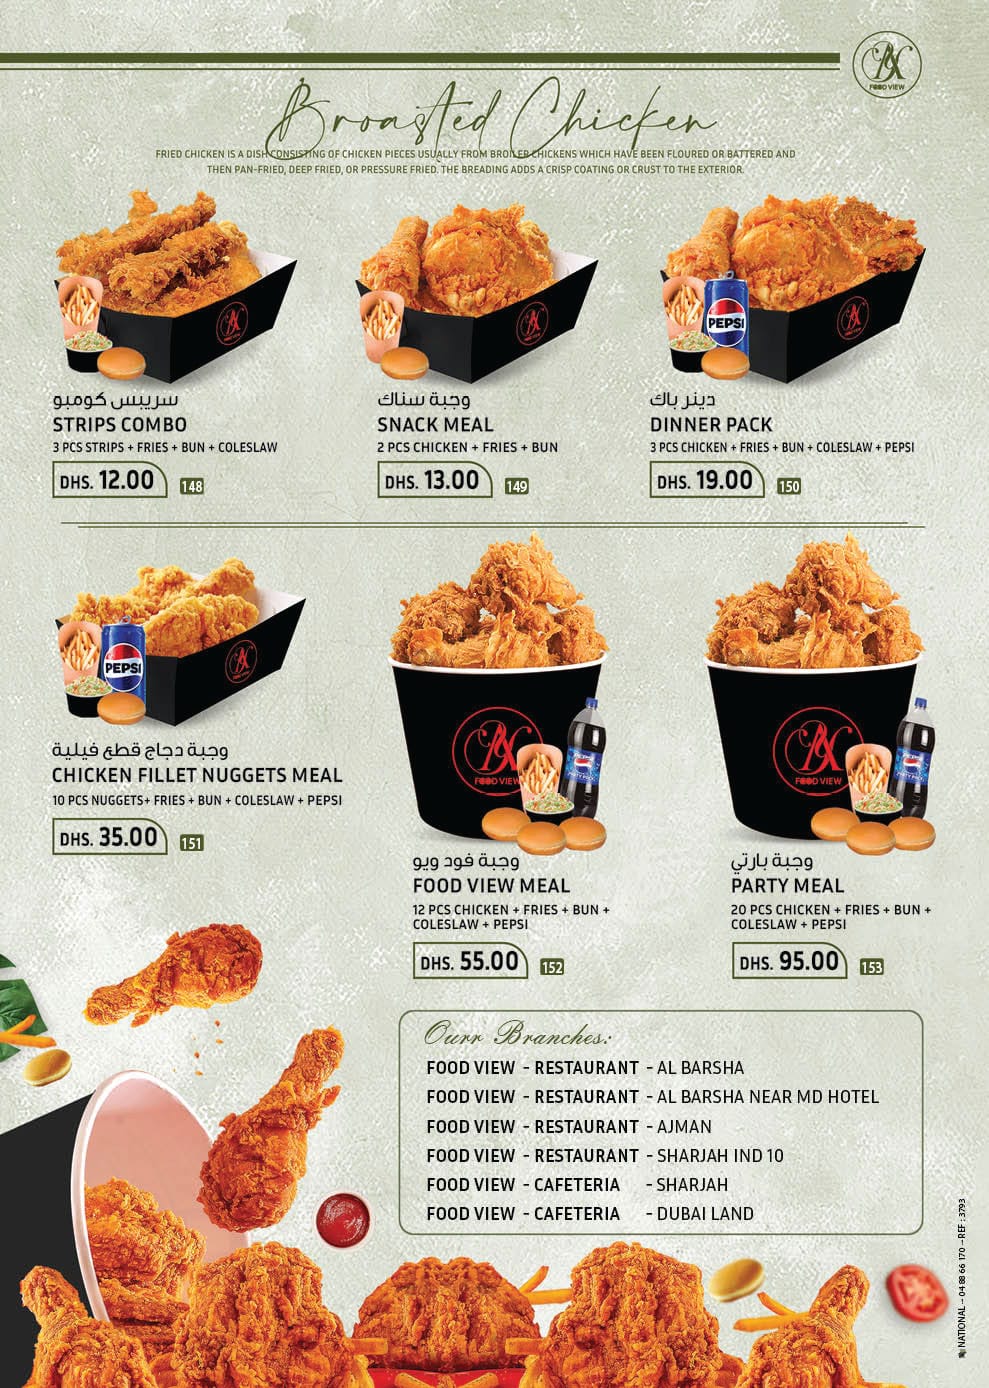 FOOD VIEW
Broasted Chicken
FRIED CHICKEN IS A DISH CONSISTING OF CHICKEN PIECES USUALLY FROM BROILER CHICKENS WHICH HAVE BEEN FLOURED OR BATTERED AND
THEN PAN-FRIED, DEEP FRIED, OR PRESSURE FRIED. THE BREADING ADDS A CRISP COATING OR CRUST TO THE EXTERIOR.
سريبس كومبو
STRIPS COMBO
3 PCS STRIPS + FRIES + BUN + COLESLAW
DHS. 12.00 148
وجبة سناك
SNACK MEAL
2 PCS CHICKEN + FRIES + BUN
DHS. 13.00 149
PEPSI
دينر باك
DINNER PACK
3 PCS CHICKEN + FRIES + BUN + COLESLAW + PEPSI
DHS. 19.00 150
PEPSI
وجبة دجاج قطع فيلية
CHICKEN FILLET NUGGETS MEAL
10 PCS NUGGETS+ FRIES + BUN + COLESLAW + PEPSI
DHS. 35.00 151
FOOD VIEW
وجبة فود ويو
FOOD VIEW MEAL
12 PCS CHICKEN + FRIES + BUN +
COLESLAW + PEPSI
DHS. 55.00 152
FOOD VIEW
وجبة بارتي
PARTY MEAL
20 PCS CHICKEN + FRIES + BUN +
COLESLAW + PEPSI
DHS. 95.00 153
Ourr Branches:
FOOD VIEW - RESTAURANT - AL BARSHA
FOOD VIEW - RESTAURANT - AL BARSHA NEAR MD HOTEL
FOOD VIEW - RESTAURANT - AJMAN
FOOD VIEW - RESTAURANT - SHARJAH IND 10
FOOD VIEW - CAFETERIA - SHARJAH
FOOD VIEW - CAFETERIA - DUBAI LAND
NATIONAL – 04 88 66 170 – REF : 3793